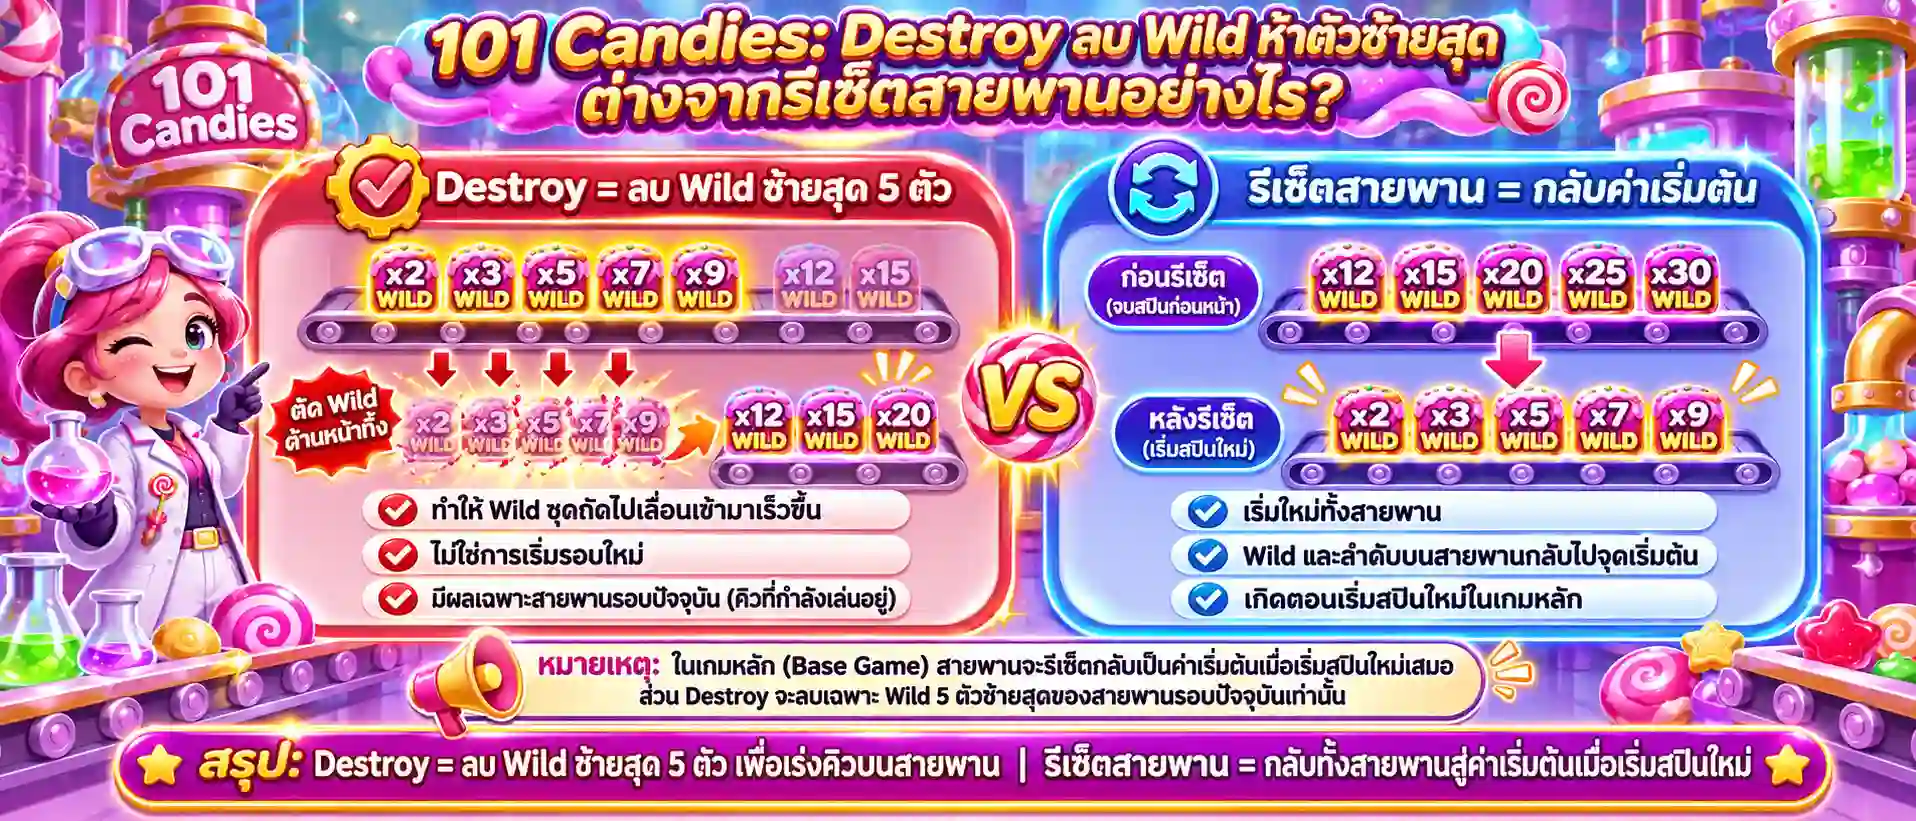 101 Candies: Destroy ลบ Wild ห้าตัวซ้ายสุด
ต่างจากรีเซ็ตสายพานอย่างไร?
101
Candies
Destroy = ลบ Wild ซ้ายสุด 5 ตัว
x2 x3 x5 x7 x9 x12 x15
WILD WILD WILD WILD WILD WILD WILD
ตัด Wild
ด้านหน้าทิ้ง
x2 x3 x5 x7 x9
WILD WILD WILD WILD WILD
x12 x15 x20
WILD WILD WILD
ทำให้ Wild ชุดถัดไปเลื่อนเข้ามาเร็วขึ้น
ไม่ใช่การเริ่มรอบใหม่
มีผลเฉพาะสายพานรอบปัจจุบัน (คิวที่กำลังเล่นอยู่)
VS
รีเซ็ตสายพาน = กลับค่าเริ่มต้น
ก่อนรีเซ็ต
(จบสปินก่อนหน้า)
x12 x15 x20 x25 x30
WILD WILD WILD WILD WILD
หลังรีเซ็ต
(เริ่มสปินใหม่)
x2 x3 x5 x7 x9
WILD WILD WILD WILD WILD
เริ่มใหม่ทั้งสายพาน
Wild และลำดับบนสายพานกลับไปจุดเริ่มต้น
เกิดตอนเริ่มสปินใหม่ในเกมหลัก
หมายเหตุ: ในเกมหลัก (Base Game) สายพานจะรีเซ็ตกลับเป็นค่าเริ่มต้นเมื่อเริ่มสปินใหม่เสมอ
ส่วน Destroy จะลบเฉพาะ Wild 5 ตัวซ้ายสุดของสายพานรอบปัจจุบันเท่านั้น
สรุป: Destroy = ลบ Wild ซ้ายสุด 5 ตัว เพื่อเร่งคิวบนสายพาน | รีเซ็ตสายพาน = กลับทั้งสายพานสู่ค่าเริ่มต้นเมื่อเริ่มสปินใหม่